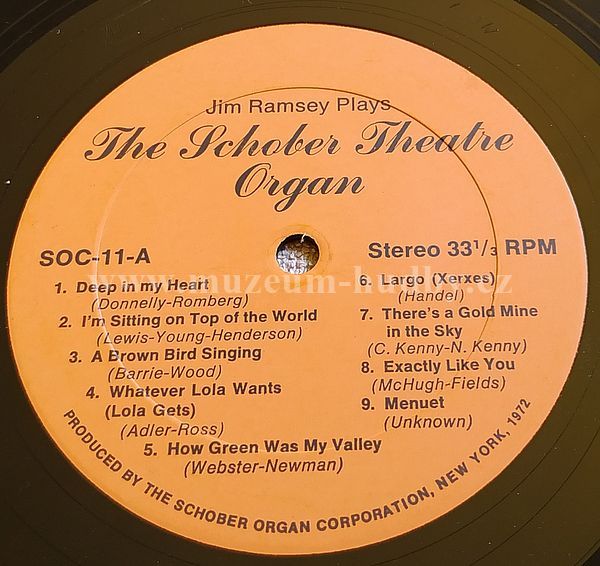 Jim Ramsey Plays
The Schober Theatre
Organ
SOC-11-A
Stereo 33 1/3 RPM
1. Deep in my Heart
(Donnelly-Romberg)
2. I'm Sitting on Top of the World
(Lewis-Young-Henderson)
3. A Brown Bird Singing
(Barrie-Wood)
4. Whatever Lola Wants
(Lola Gets)
(Adler-Ross)
5. How Green Was My Valley
(Webster-Newman)
6. Largo (Xerxes)
(Handel)
7. There's a Gold Mine
in the Sky
(C. Kenny-N. Kenny)
8. Exactly Like You
(McHugh-Fields)
9. Menuet
(Unknown)
PRODUCED BY THE SCHOBER ORGAN CORPORATION, NEW YORK, 1972
www.muzeum-hudby.cz